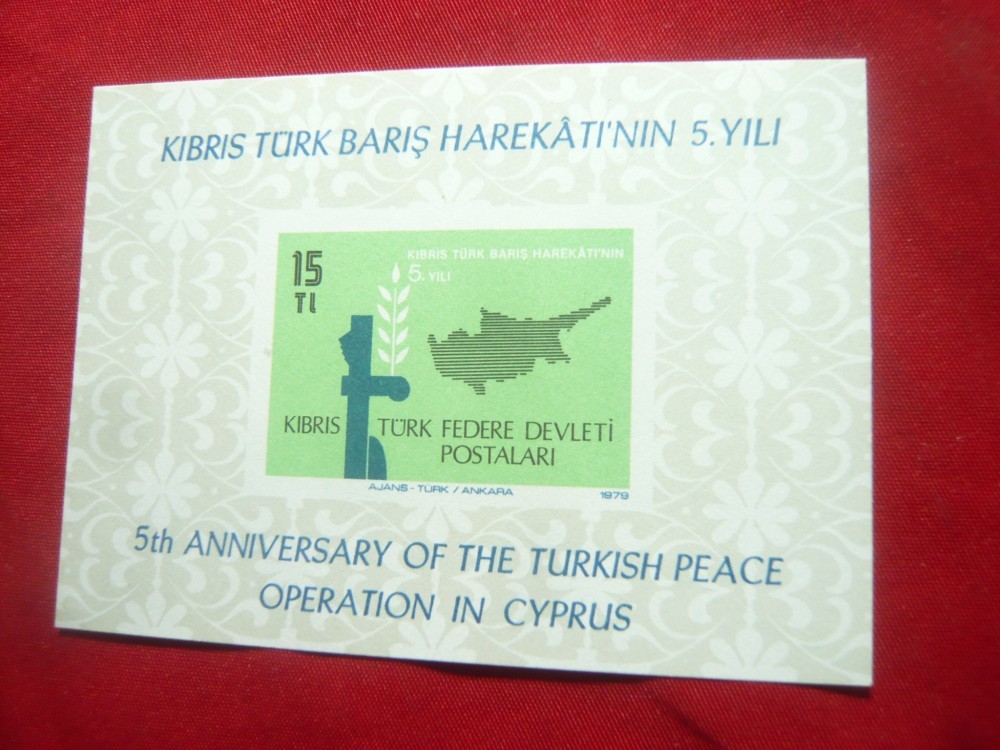 KIBRIS TÜRK BARIŞ HAREKÂTI'NIN 5.YILI
15
TL
KIBRIS TÜRK BARIŞ HAREKÂTI'NIN
5. YILI
KIBRIS TÜRK FEDERE DEVLETİ
POSTALARI
AJANS - TÜRK / ANKARA 1979
5th ANNIVERSARY OF THE TURKISH PEACE
OPERATION IN CYPRUS